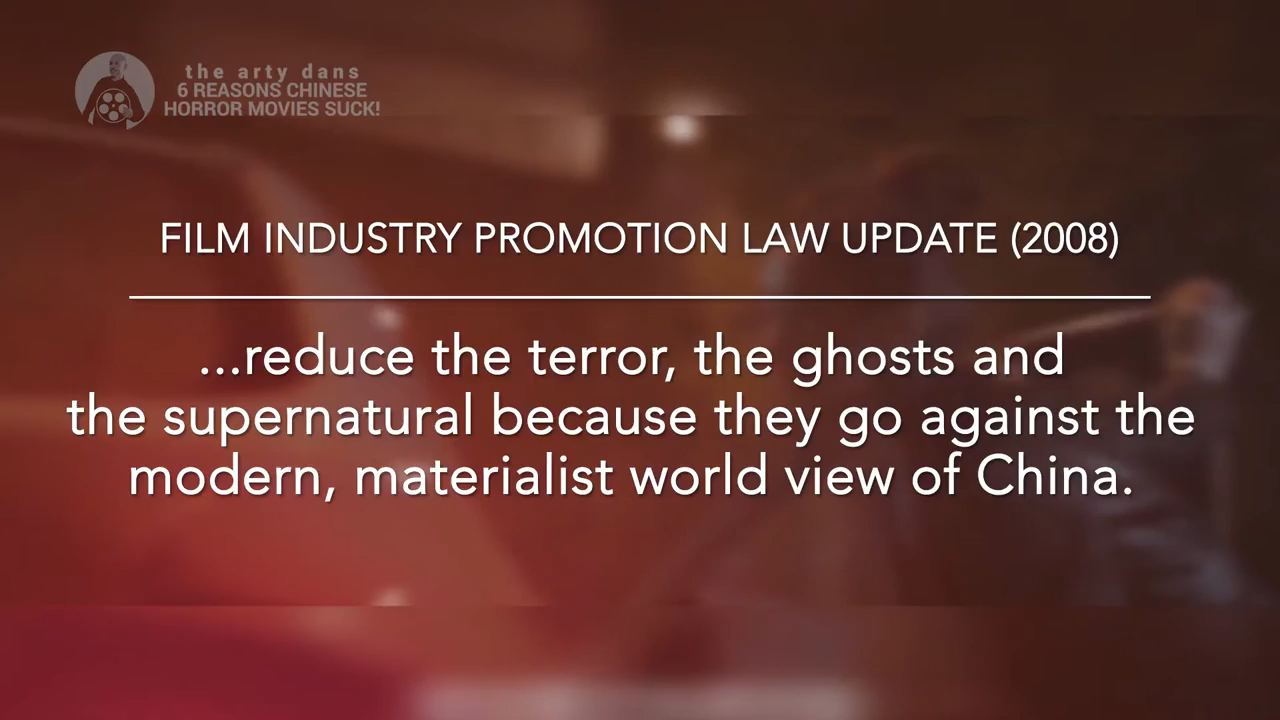 the arty dans
6 REASONS CHINESE
HORROR MOVIES SUCK!
FILM INDUSTRY PROMOTION LAW UPDATE (2008)
...reduce the terror, the ghosts and
the supernatural because they go against the
modern, materialist world view of China.